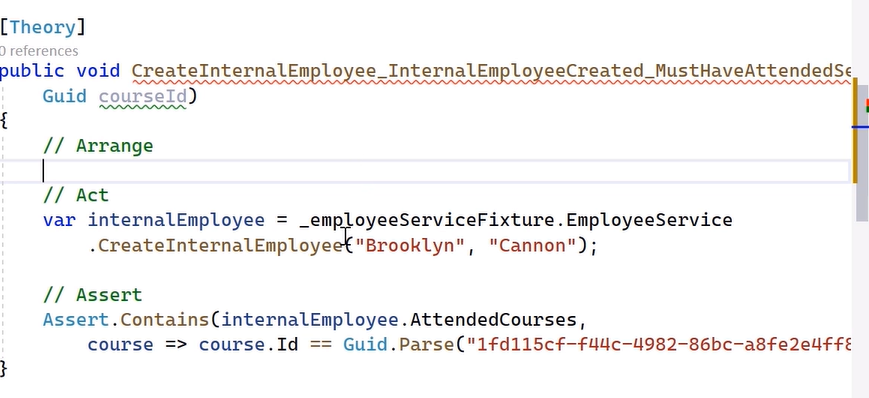 [Theory]
0 references
public void CreateInternalEmployee_InternalEmployeeCreated_MustHaveAttendedSe
Guid courseId)
{
// Arrange
// Act
var internalEmployee = _employeeServiceFixture.EmployeeService
.CreateInternalEmployee("Brooklyn", "Cannon");
// Assert
Assert.Contains(internalEmployee.AttendedCourses,
course => course.Id == Guid.Parse("1fd115cf-f44c-4982-86bc-a8fe2e4ff8
}